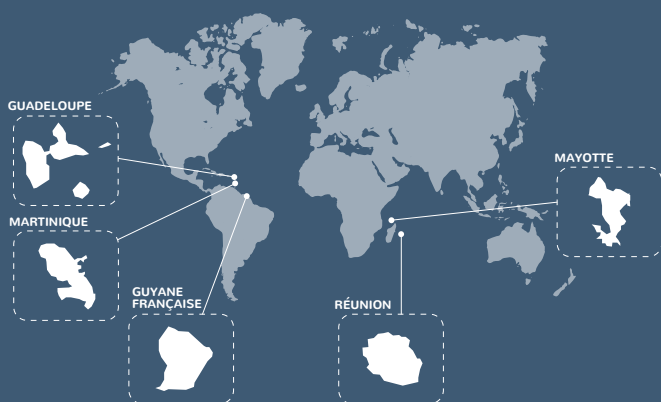 GUADELOUPE
MAYOTTE
MARTINIQUE
GUYANE
FRANÇAISE
RÉUNION